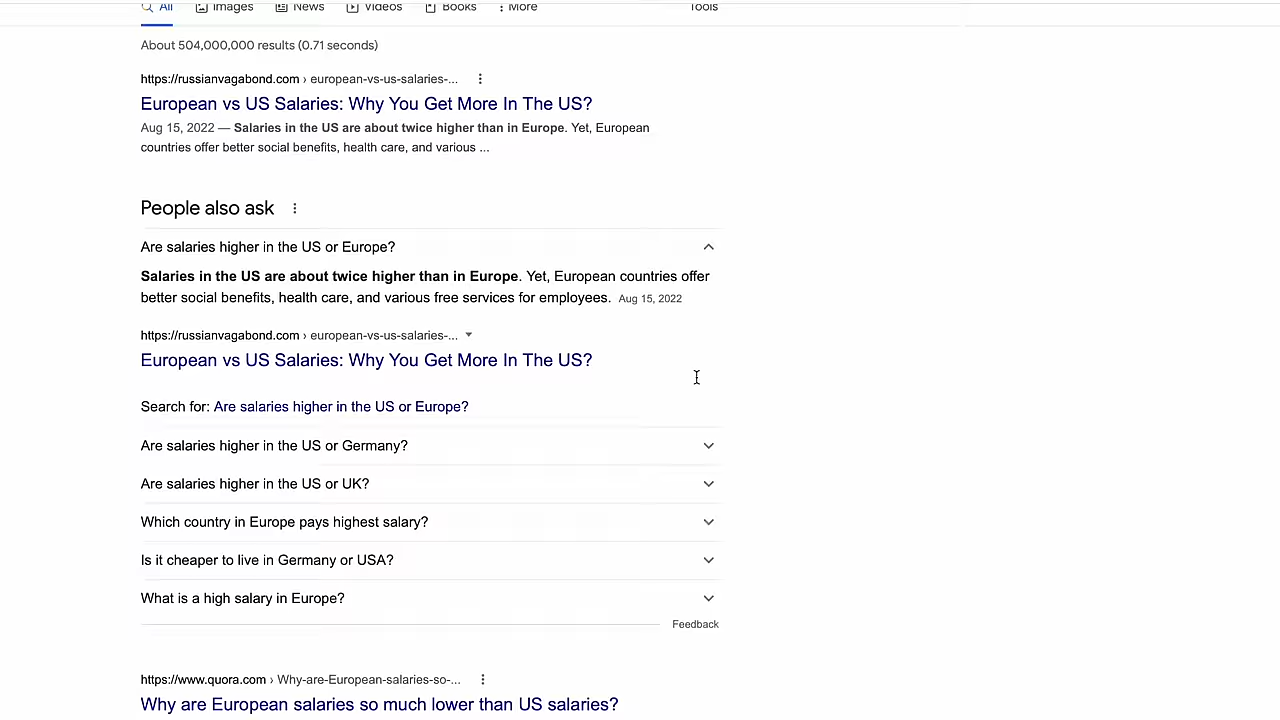 All Images News Videos Books More Tools
About 504,000,000 results (0.71 seconds)
https://russianvagabond.com › european-vs-us-salaries-...
European vs US Salaries: Why You Get More In The US?
Aug 15, 2022 — Salaries in the US are about twice higher than in Europe. Yet, European
countries offer better social benefits, health care, and various ...
People also ask
Are salaries higher in the US or Europe?
Salaries in the US are about twice higher than in Europe. Yet, European countries offer
better social benefits, health care, and various free services for employees. Aug 15, 2022
https://russianvagabond.com › european-vs-us-salaries-...
European vs US Salaries: Why You Get More In The US?
Search for: Are salaries higher in the US or Europe?
Are salaries higher in the US or Germany?
Are salaries higher in the US or UK?
Which country in Europe pays highest salary?
Is it cheaper to live in Germany or USA?
What is a high salary in Europe?
Feedback
https://www.quora.com › Why-are-European-salaries-so-...
Why are European salaries so much lower than US salaries?